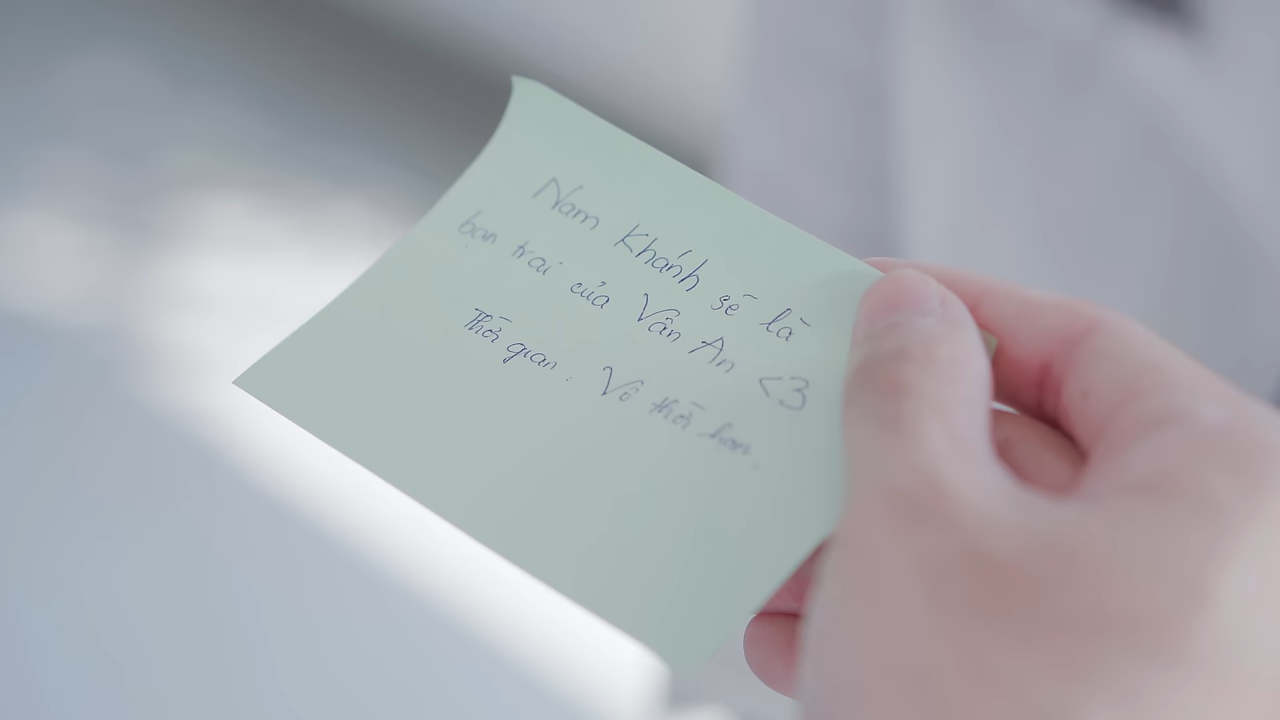 Nam Khánh sẽ là
bạn trai của Vân An <3
Thời gian : Vô thời hạn.